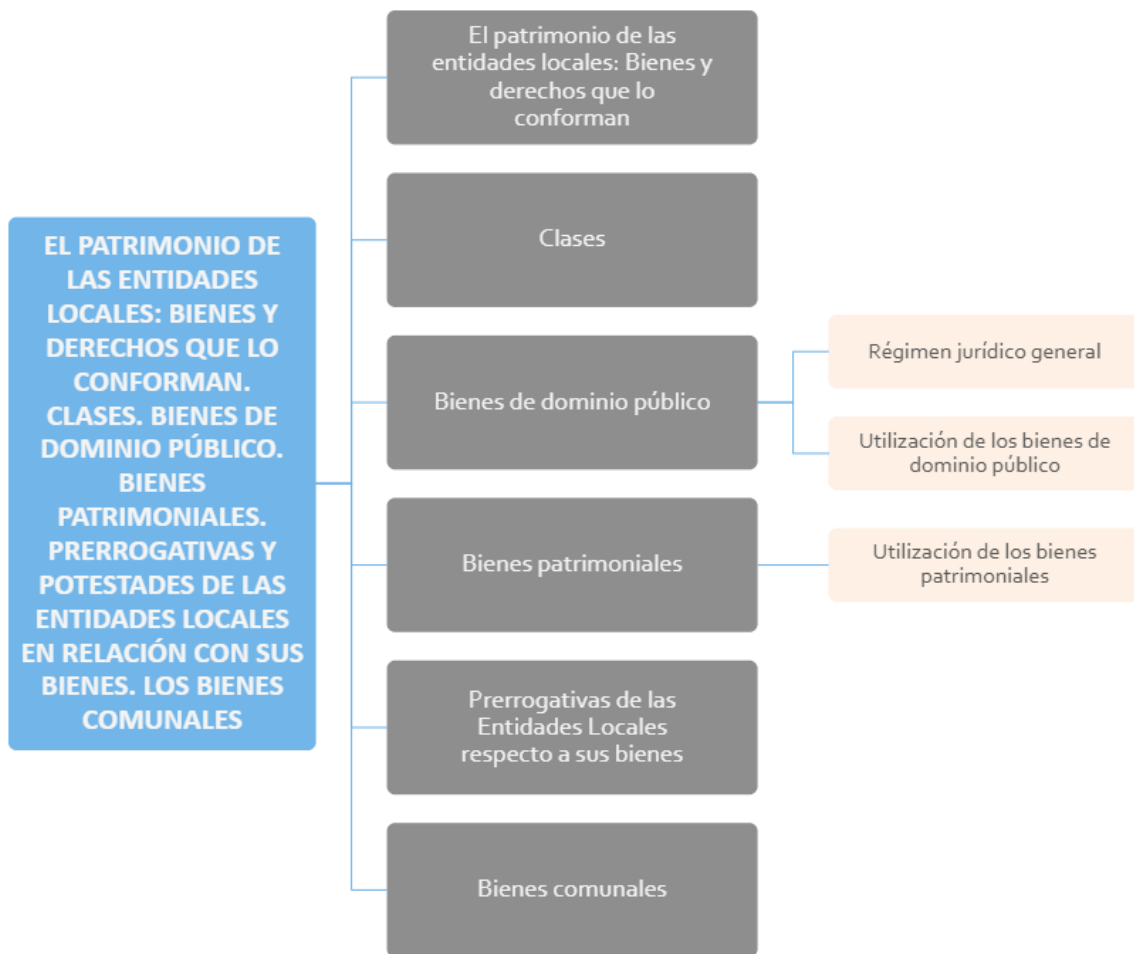 EL PATRIMONIO DE
LAS ENTIDADES
LOCALES: BIENES Y
DERECHOS QUE LO
CONFORMAN.
CLASES. BIENES DE
DOMINIO PÚBLICO.
BIENES
PATRIMONIALES.
PRERROGATIVAS Y
POTESTADES DE LAS
ENTIDADES LOCALES
EN RELACIÓN CON SUS
BIENES. LOS BIENES
COMUNALES
El patrimonio de las
entidades locales: Bienes y
derechos que lo
conforman
Clases
Bienes de dominio público
Régimen jurídico general
Utilización de los bienes de
dominio público
Bienes patrimoniales
Utilización de los bienes
patrimoniales
Prerrogativas de las
Entidades Locales
respecto a sus bienes
Bienes comunales